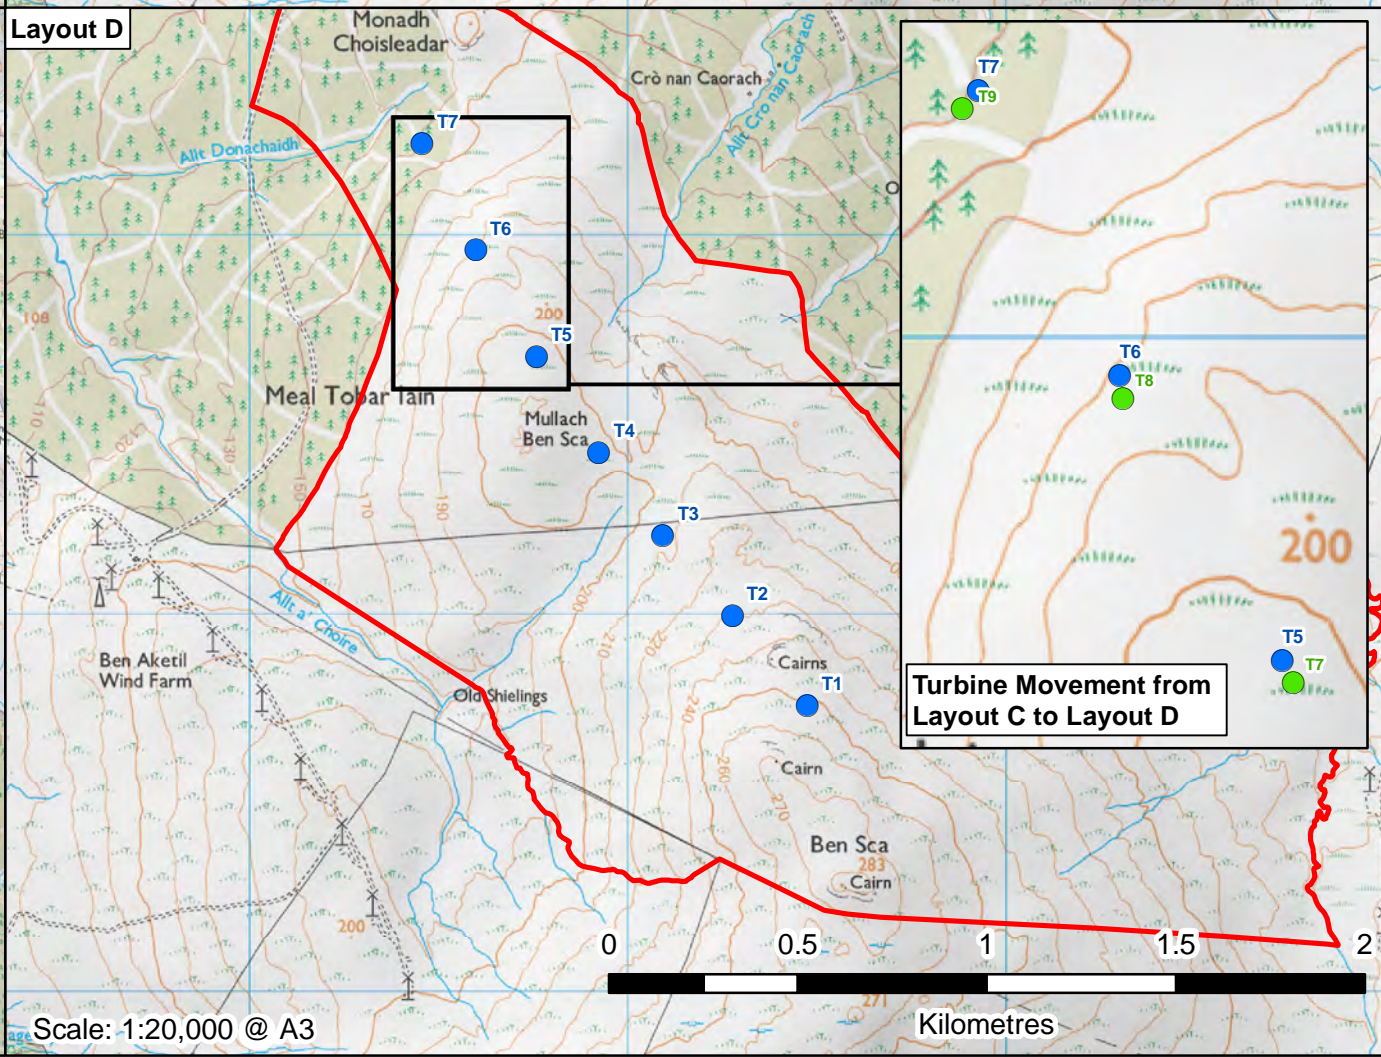 Layout D
Monadh
Choisleadar
Crò nan Caorach
Allt Cro nan Caorach
Allt Donachaidh
T7
T6
T5
200
108
Meal Tobar Iain
Mullach
Ben Sca
T4
T3
T2
T1
110
120
130
160
170
190
200
210
220
240
260
270
Allt a' Choire
Ben Aketil
Wind Farm
Old Shielings
Cairns
Cairn
Ben Sca
283
Cairn
200
271
T7
T9
T6
T8
200
T5
T7
Turbine Movement from
Layout C to Layout D
0 0.5 1 1.5 2
Kilometres
Scale: 1:20,000 @ A3